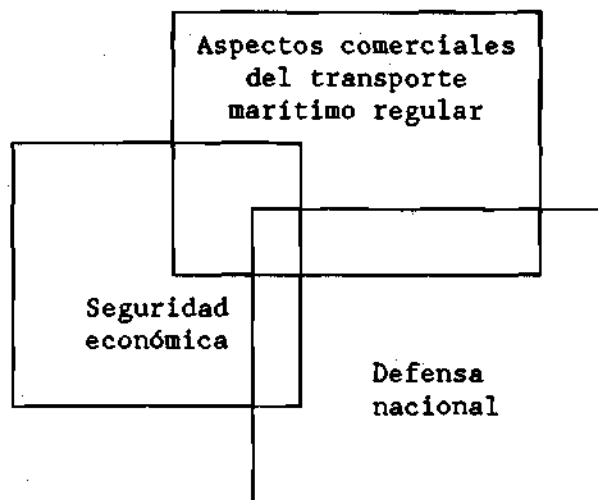 Aspectos comerciales
del transporte
marítimo regular
Seguridad
económica
Defensa
nacional